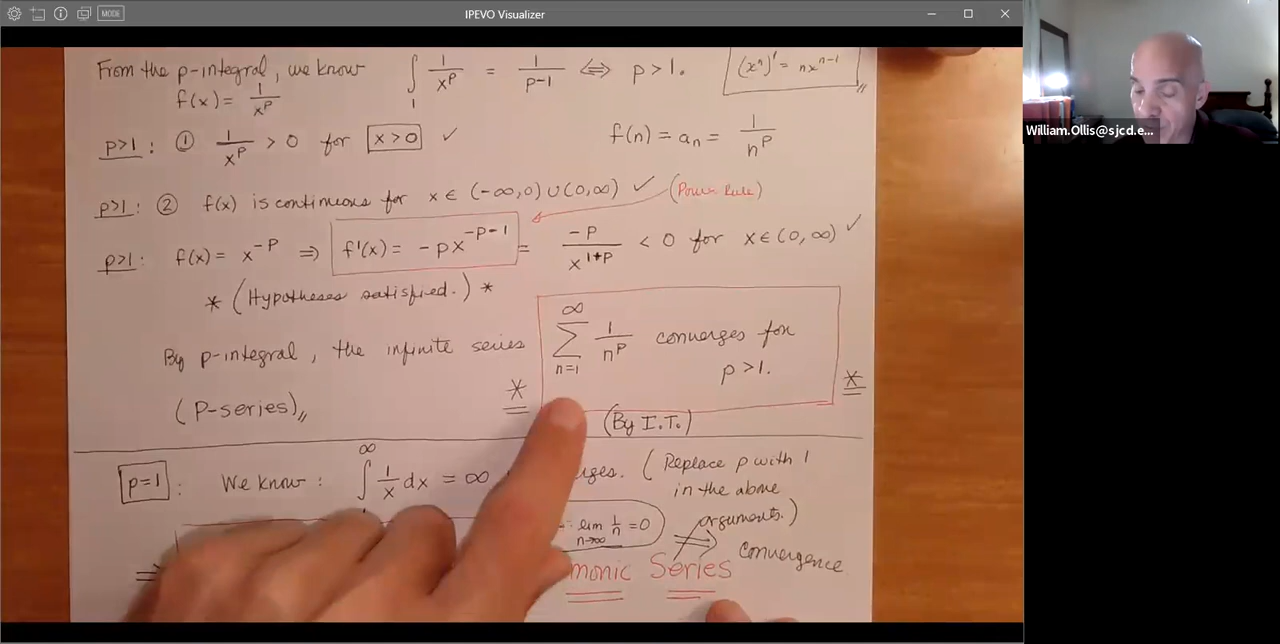 MODE
IPEVO Visualizer
William.Ollis@sjcd.e...
From the p-integral, we know ∫₁ 1/x^p = 1/(p-1) ⇔ p>1.
(x^n)' = nx^(n-1)
f(x) = 1/x^p
p>1: ① 1/x^p > 0 for x>0 ✓ f(n) = a_n = 1/n^p
p>1: ② f(x) is continuous for x ∈ (-∞,0) ∪ (0,∞) ✓ (Power Rule)
p>1: f(x) = x^(-p) ⇒ f'(x) = -px^(-p-1) = -p/x^(1+p) < 0 for x∈(0,∞) ✓
* (Hypotheses satisfied.) *
By p-integral, the infinite series ∑_{n=1}^∞ 1/n^p converges for
p>1.
(P-series)
(By I.T.)
p=1: We know: ∫^∞ 1/x dx = ∞ (Replace p with 1
in the above
arguments.)
lim_{n→∞} 1/n = 0 ⇏ convergence
Series